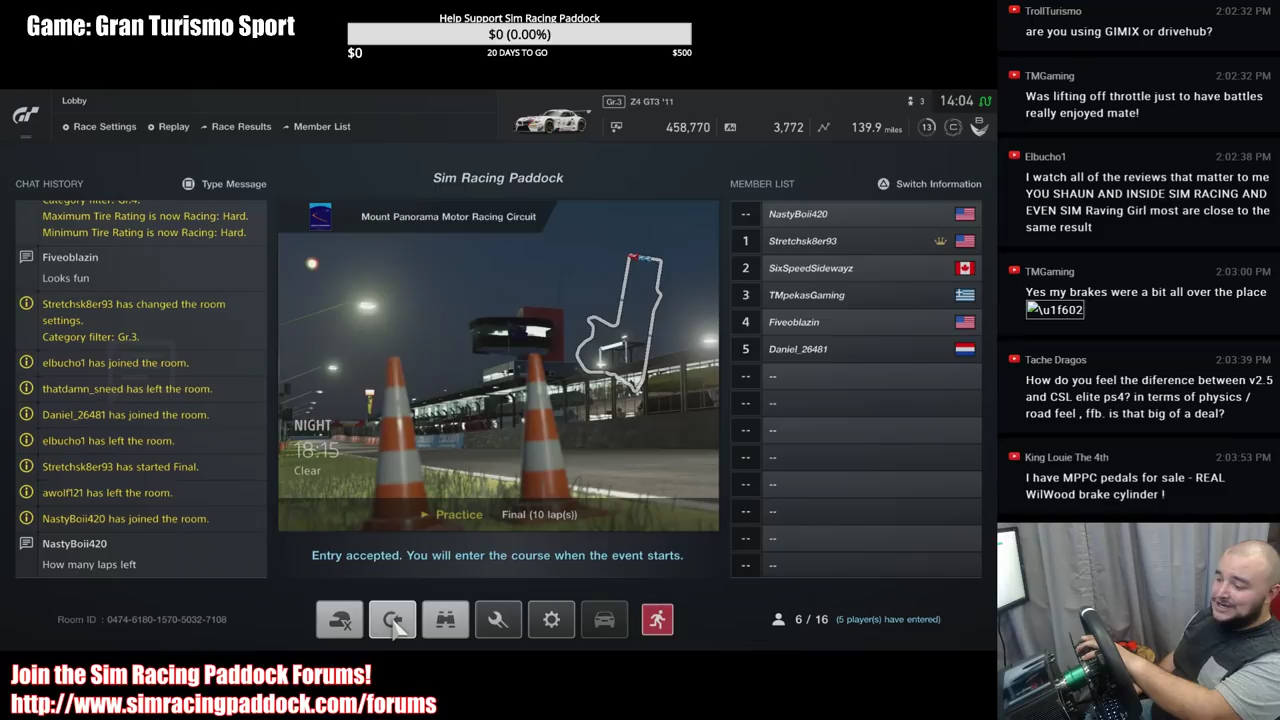 Game: Gran Turismo Sport
Help Support Sim Racing Paddock
$0 (0.00%)
$0
20 DAYS TO GO
$500
Lobby
Race Settings
Replay
Race Results
Member List
Gr.3
Z4 GT3 '11
3
14:04
458,770
3,772
139.9 miles
13
CHAT HISTORY
Type Message
Category filter: Gr.4.
Maximum Tire Rating is now Racing: Hard.
Minimum Tire Rating is now Racing: Hard.
Fiveoblazin
Looks fun
Stretchsk8er93 has changed the room
settings.
Category filter: Gr.3.
elbucho1 has joined the room.
thatdamn_sneed has left the room.
Daniel_26481 has joined the room.
elbucho1 has left the room.
Stretchsk8er93 has started Final.
awolf121 has left the room.
NastyBoii420 has joined the room.
NastyBoii420
How many laps left
Room ID : 0474-6180-1570-5032-7108
Sim Racing Paddock
Mount Panorama Motor Racing Circuit
NIGHT
18:15
Clear
Practice
Final (10 lap(s))
Entry accepted. You will enter the course when the event starts.
MEMBER LIST
Switch Information
-- NastyBoii420
1 Stretchsk8er93
2 SixSpeedSidewayz
3 TMpekasGaming
4 Fiveoblazin
5 Daniel_26481
-- --
-- --
-- --
-- --
-- --
-- --
-- --
-- --
6 / 16 (5 player(s) have entered)
TrollTurismo 2:02:32 PM
are you using GIMIX or drivehub?
TMGaming 2:02:32 PM
Was lifting off throttle just to have battles
really enjoyed mate!
Elbucho1 2:02:38 PM
I watch all of the reviews that matter to me
YOU SHAUN AND INSIDE SIM RACING AND
EVEN SIM Raving Girl most are close to the
same result
TMGaming 2:03:00 PM
Yes my brakes were a bit all over the place
\u1f602
Tache Dragos 2:03:39 PM
How do you feel the diference between v2.5
and CSL elite ps4? in terms of physics /
road feel , ffb. is that big of a deal?
King Louie The 4th 2:03:53 PM
I have MPPC pedals for sale - REAL
WilWood brake cylinder !
Join the Sim Racing Paddock Forums!
http://www.simracingpaddock.com/forums